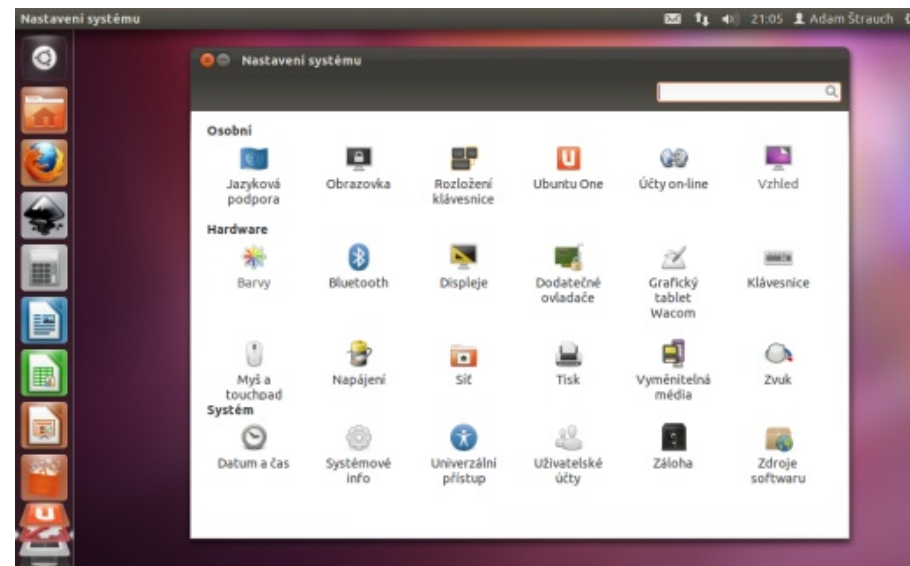 Nastavení systému 21:05 Adam Štrauch
Nastavení systému
Osobní
Jazyková podpora
Obrazovka
Rozložení klávesnice
Ubuntu One
Účty on-line
Vzhled
Hardware
Barvy
Bluetooth
Displeje
Dodatečné ovladače
Grafický tablet Wacom
Klávesnice
Myš a touchpad
Napájení
Síť
Tisk
Vyměnitelná média
Zvuk
Systém
Datum a čas
Systémové info
Univerzální přístup
Uživatelské účty
Záloha
Zdroje softwaru